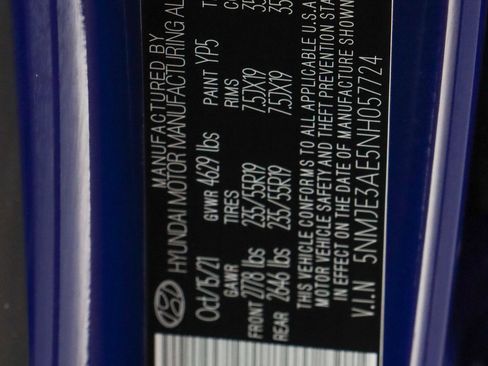 MANUFACTURED BY
HYUNDAI MOTOR MANUFACTURING AL
Oct/15/21 GVWR 4629 lbs PAINT YP5
GAWR TIRES RIMS
FRONT 2778 lbs 235/55R19 7.5JX19
REAR 2646 lbs 235/55R19 7.5JX19
THIS VEHICLE CONFORMS TO ALL APPLICABLE U.S.A
MOTOR VEHICLE SAFETY AND THEFT PREVENTION STA
IN EFFECT ON THE DATE OF MANUFACTURE SHOWN
V.I.N 5NMJE3AE5NH057724